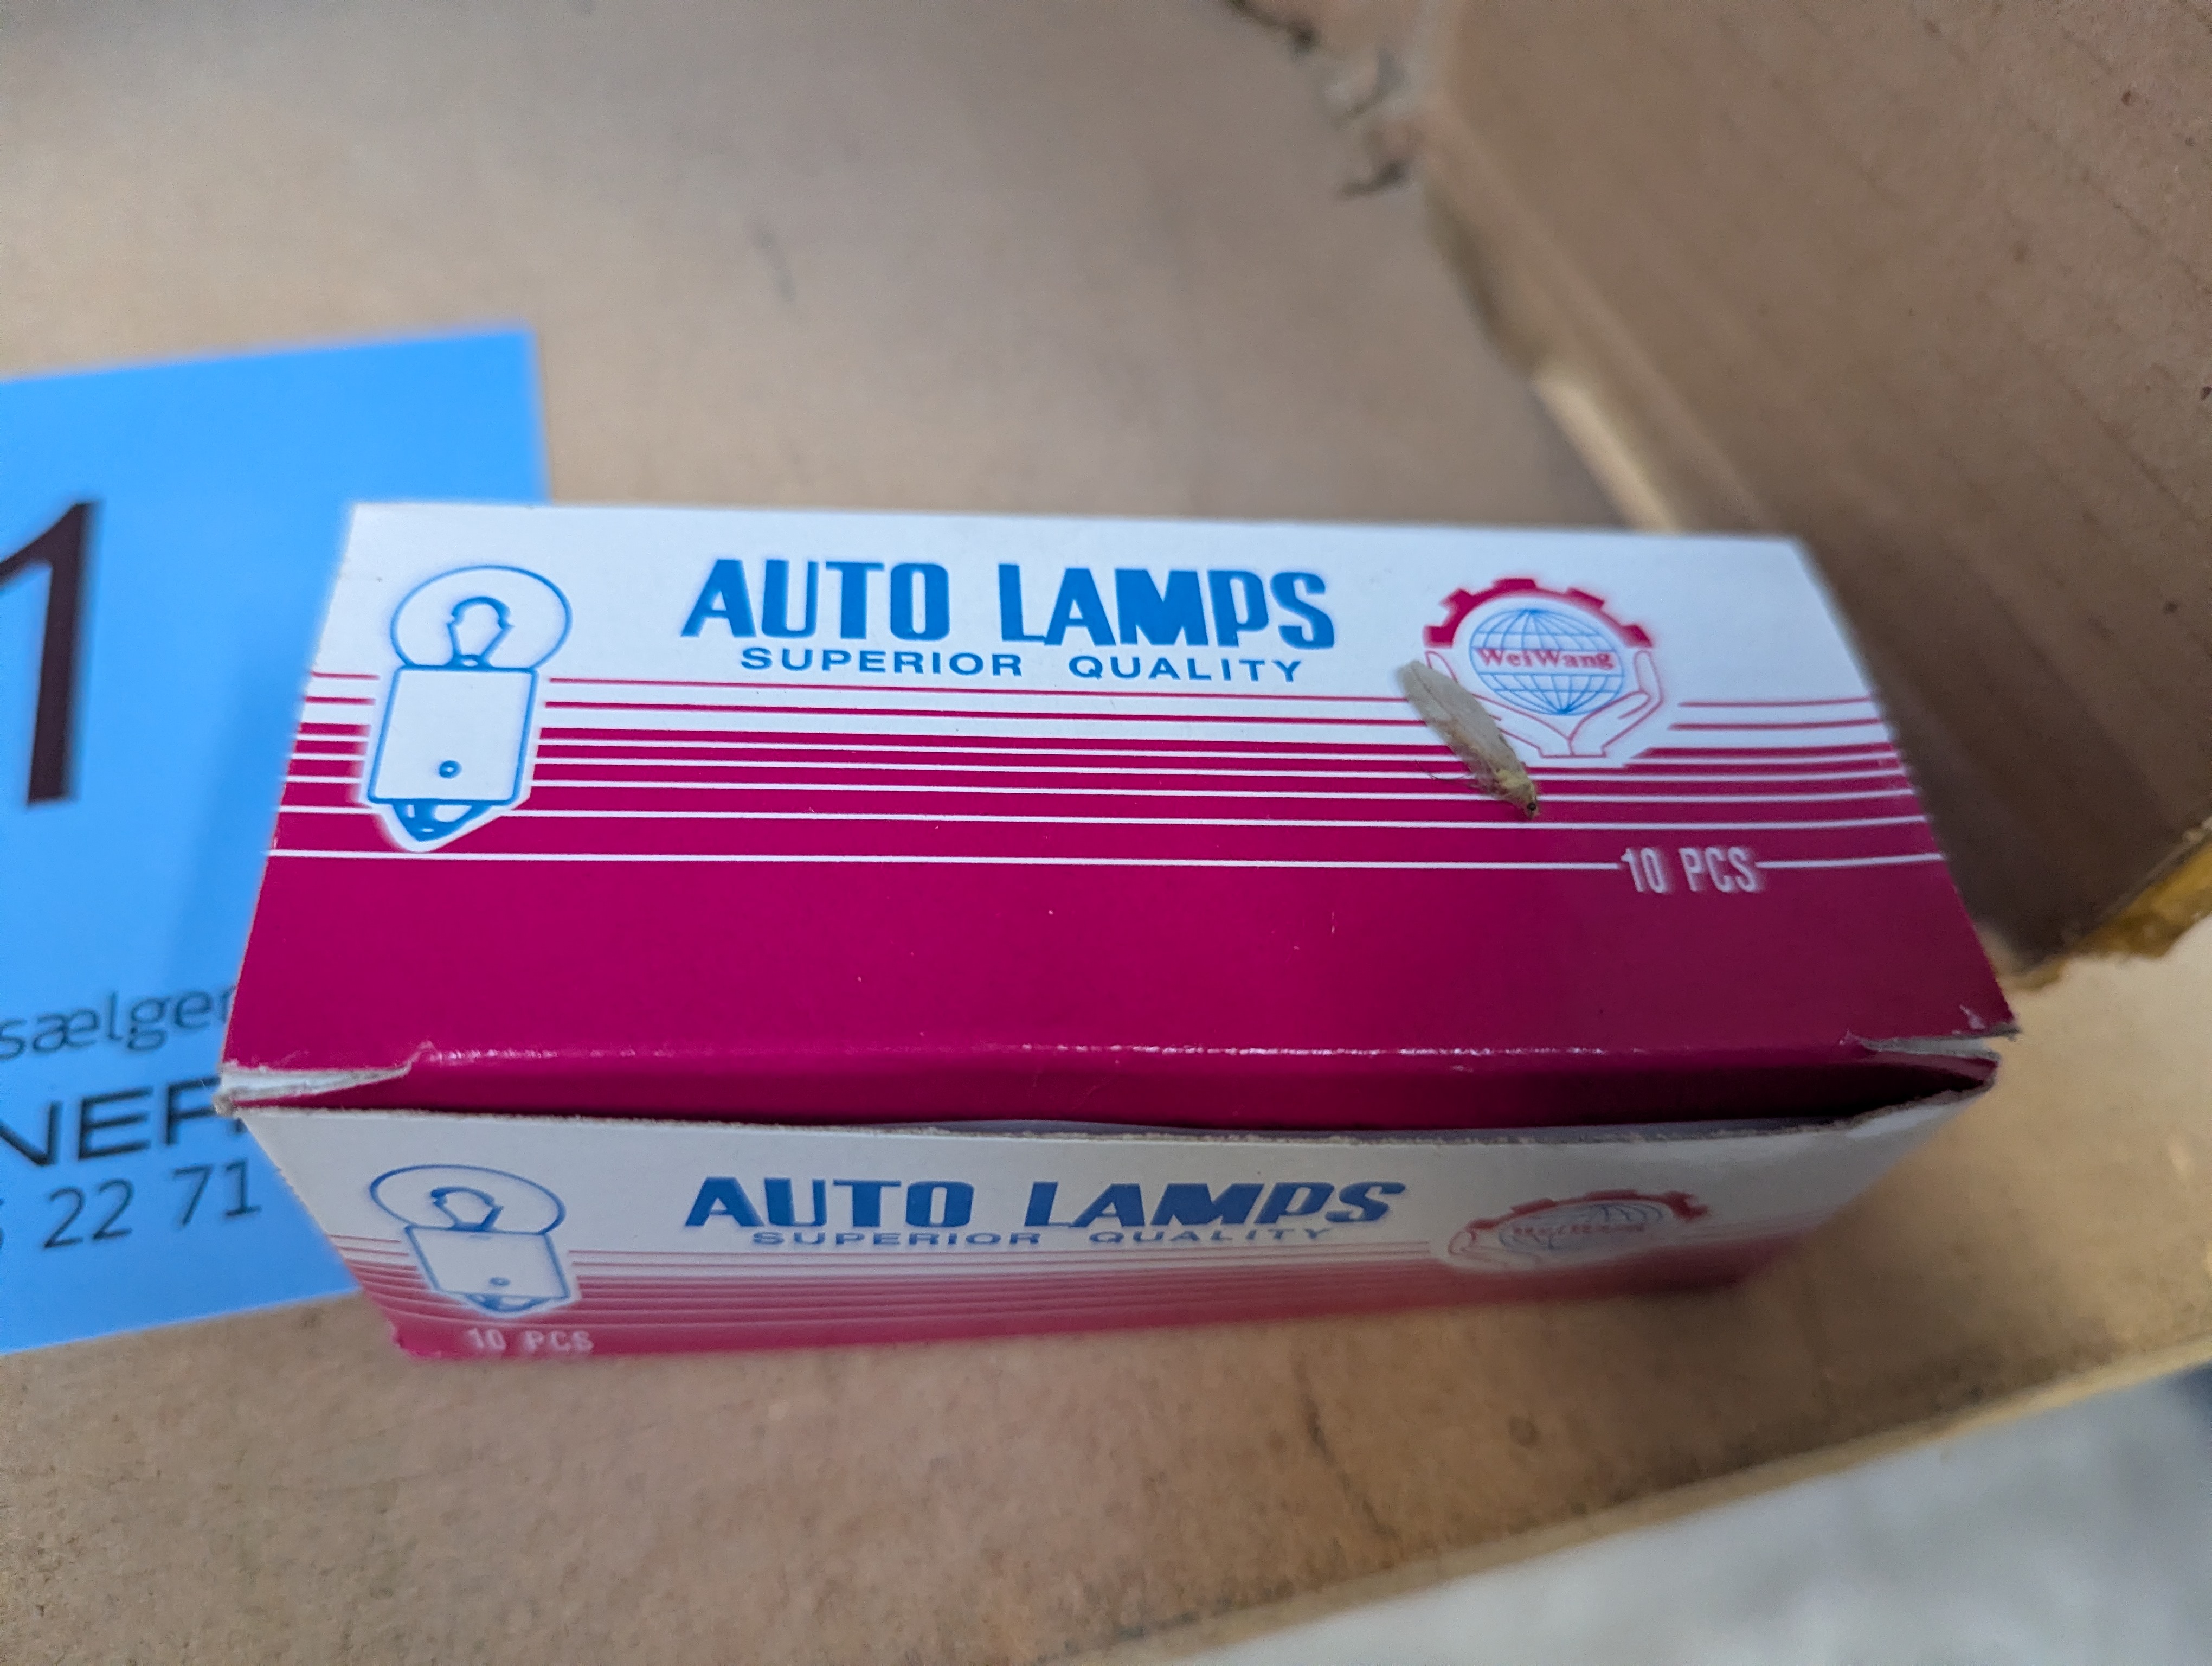 1
AUTO LAMPS
SUPERIOR QUALITY
WeiWang
10 PCS
sælger
NER
22 71
AUTO LAMPS
SUPERIOR QUALITY
10 PCS